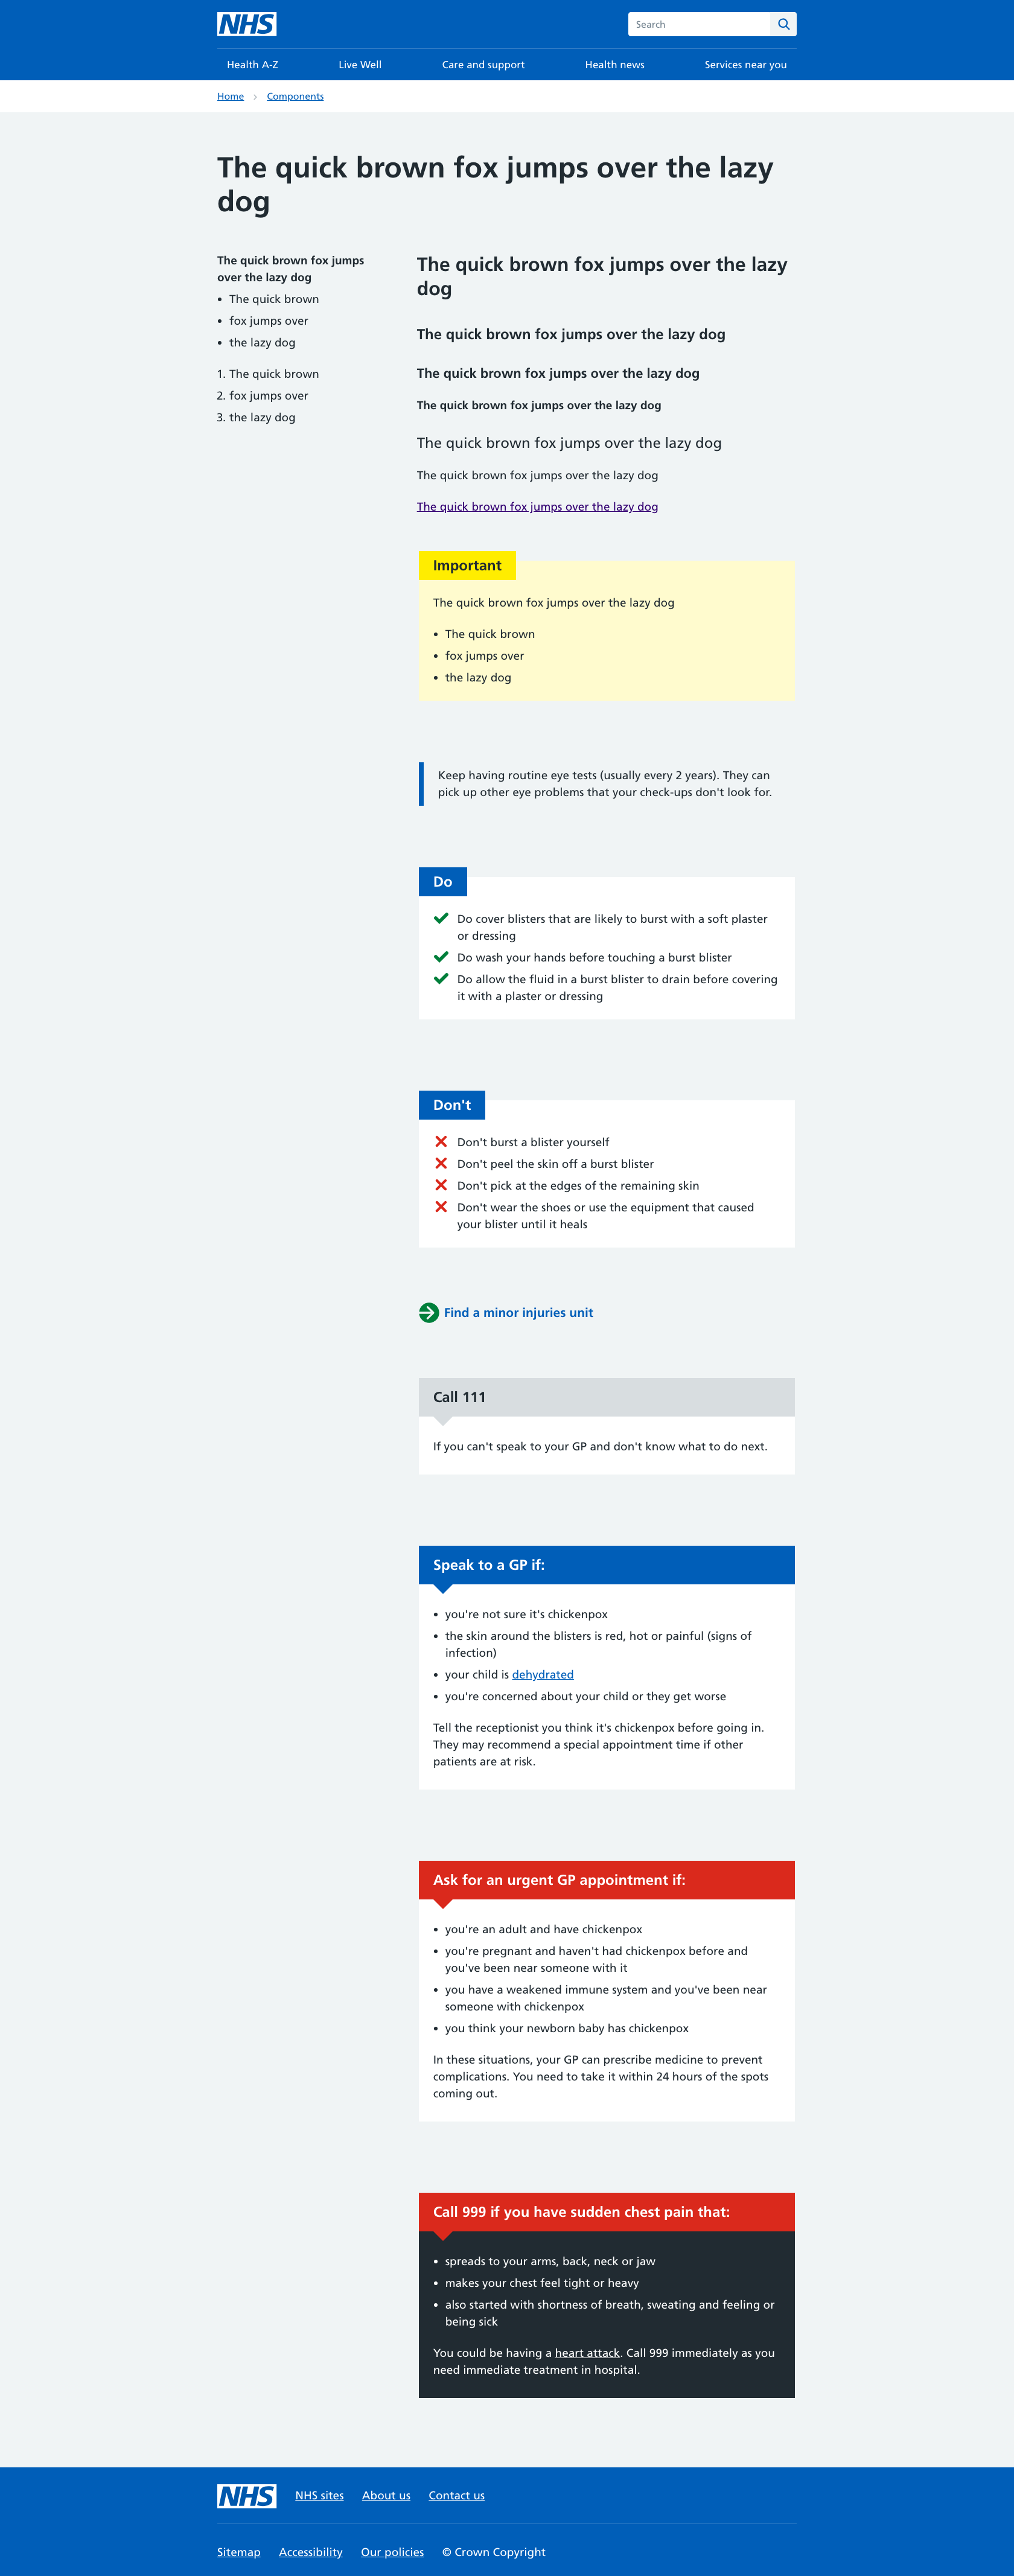 NHS
Search
Health A-Z
Live Well
Care and support
Health news
Services near you
Home
Components
The quick brown fox jumps over the lazy
dog
The quick brown fox jumps
over the lazy dog
• The quick brown
• fox jumps over
• the lazy dog
1. The quick brown
2. fox jumps over
3. the lazy dog
The quick brown fox jumps over the lazy
dog
The quick brown fox jumps over the lazy dog
The quick brown fox jumps over the lazy dog
The quick brown fox jumps over the lazy dog
The quick brown fox jumps over the lazy dog
The quick brown fox jumps over the lazy dog
The quick brown fox jumps over the lazy dog
Important
The quick brown fox jumps over the lazy dog
• The quick brown
• fox jumps over
• the lazy dog
Keep having routine eye tests (usually every 2 years). They can
pick up other eye problems that your check-ups don't look for.
Do
Do cover blisters that are likely to burst with a soft plaster
or dressing
Do wash your hands before touching a burst blister
Do allow the fluid in a burst blister to drain before covering
it with a plaster or dressing
Don't
Don't burst a blister yourself
Don't peel the skin off a burst blister
Don't pick at the edges of the remaining skin
Don't wear the shoes or use the equipment that caused
your blister until it heals
Find a minor injuries unit
Call 111
If you can't speak to your GP and don't know what to do next.
Speak to a GP if:
• you're not sure it's chickenpox
• the skin around the blisters is red, hot or painful (signs of
infection)
• your child is dehydrated
• you're concerned about your child or they get worse
Tell the receptionist you think it's chickenpox before going in.
They may recommend a special appointment time if other
patients are at risk.
Ask for an urgent GP appointment if:
• you're an adult and have chickenpox
• you're pregnant and haven't had chickenpox before and
you've been near someone with it
• you have a weakened immune system and you've been near
someone with chickenpox
• you think your newborn baby has chickenpox
In these situations, your GP can prescribe medicine to prevent
complications. You need to take it within 24 hours of the spots
coming out.
Call 999 if you have sudden chest pain that:
• spreads to your arms, back, neck or jaw
• makes your chest feel tight or heavy
• also started with shortness of breath, sweating and feeling or
being sick
You could be having a heart attack. Call 999 immediately as you
need immediate treatment in hospital.
NHS
NHS sites
About us
Contact us
Sitemap
Accessibility
Our policies
© Crown Copyright